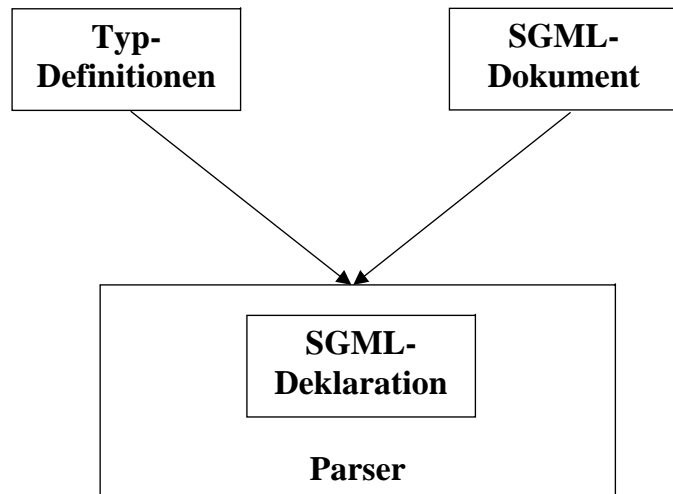 Typ-
Definitionen
SGML-
Dokument
SGML-
Deklaration
Parser